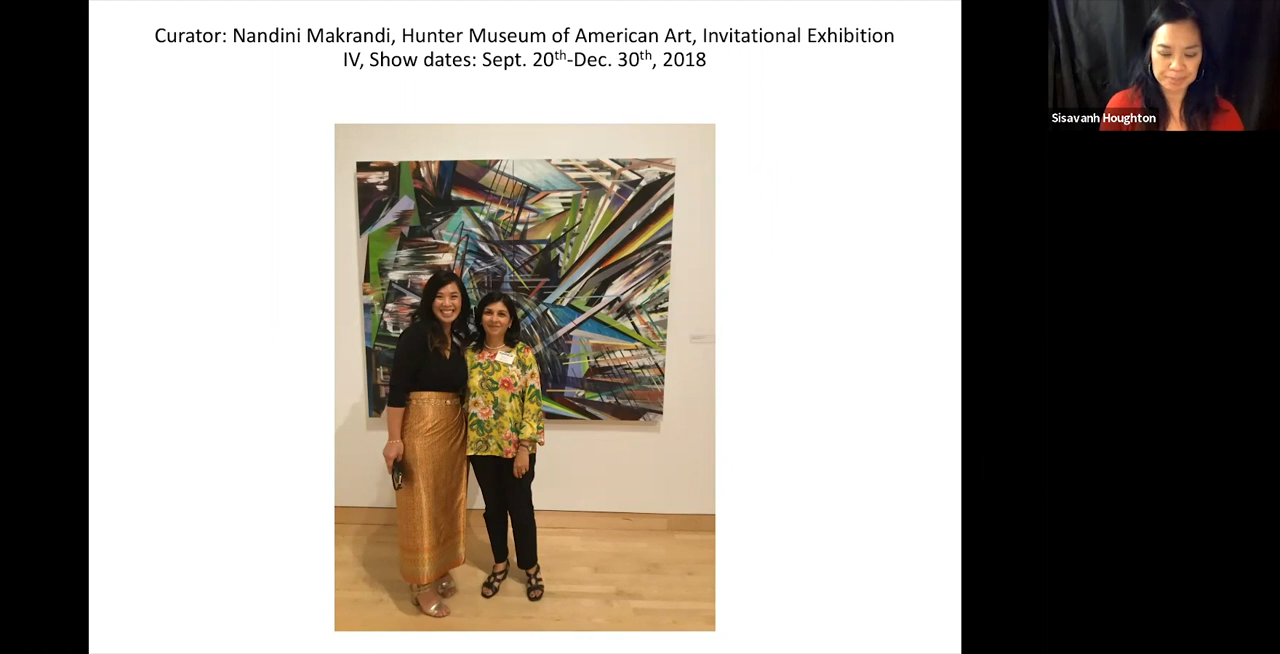 Curator: Nandini Makrandi, Hunter Museum of American Art, Invitational Exhibition
IV, Show dates: Sept. 20th-Dec. 30th, 2018
Sisavanh Houghton